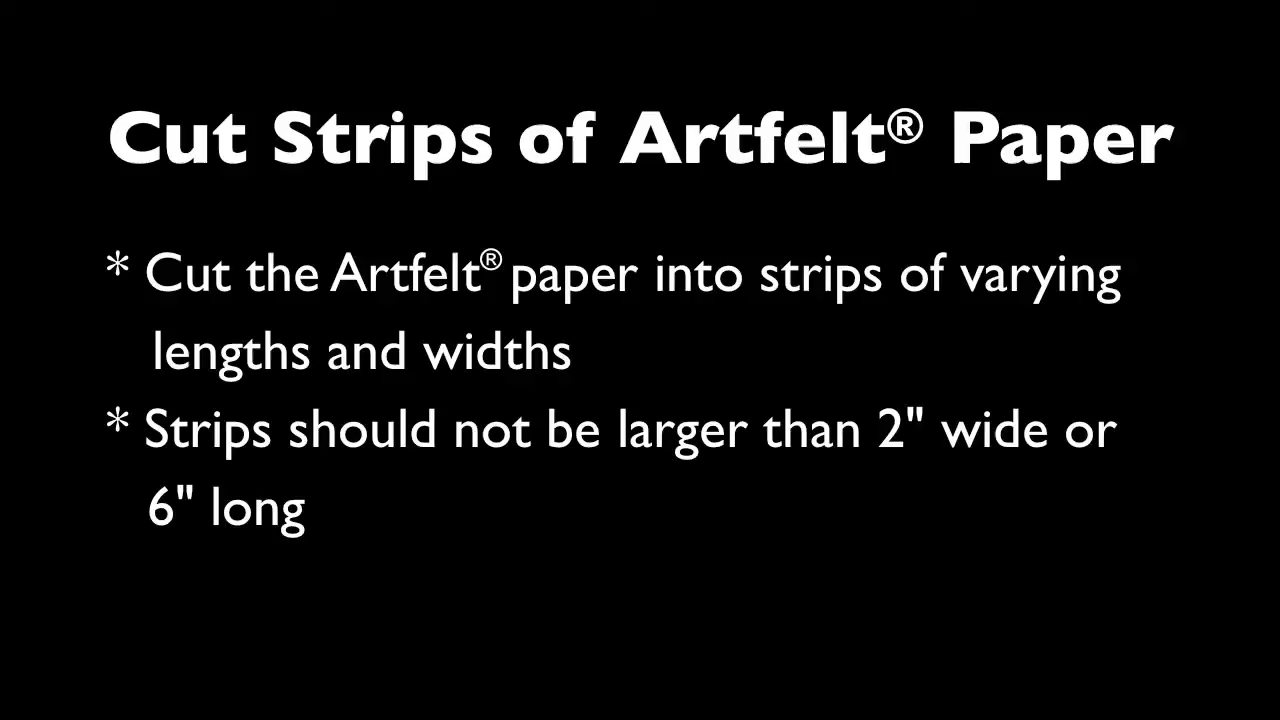 Cut Strips of Artfelt® Paper
* Cut the Artfelt® paper into strips of varying
lengths and widths
* Strips should not be larger than 2" wide or
6" long